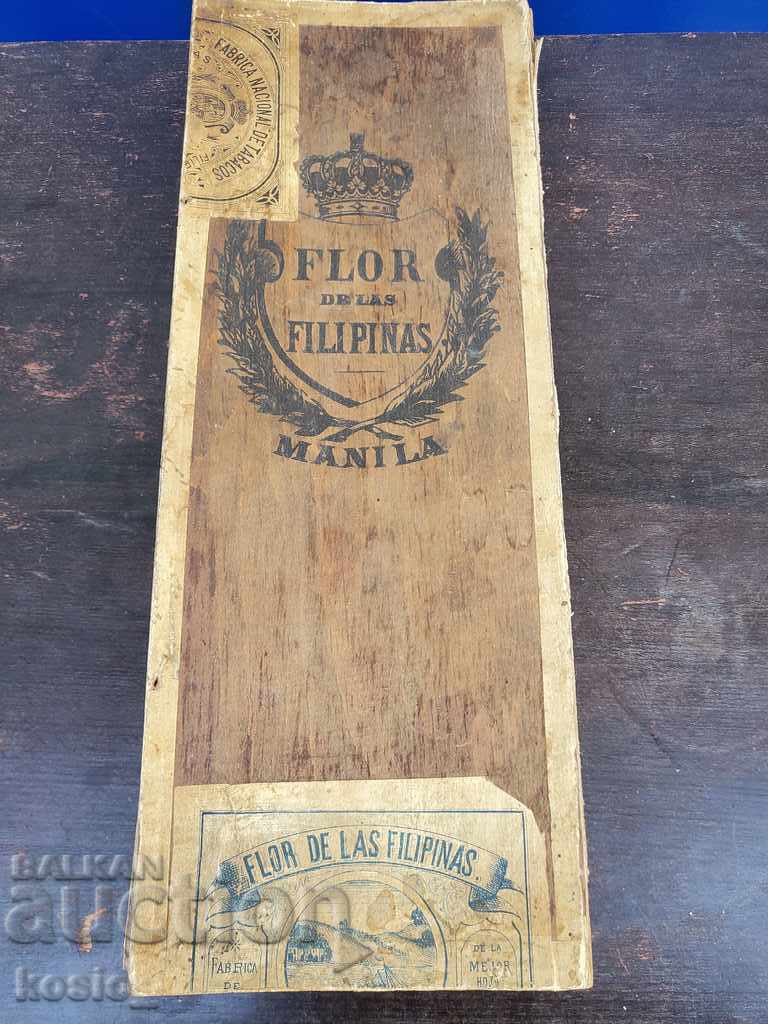 FABRICA NACIONAL DE TABACOS
FLOR
DE LAS
FILIPINAS
MANILA
FLOR DE LAS FILIPINAS.
FABRICA
DE
DE LA
MEJOR
BALKAN
auction
kosio_